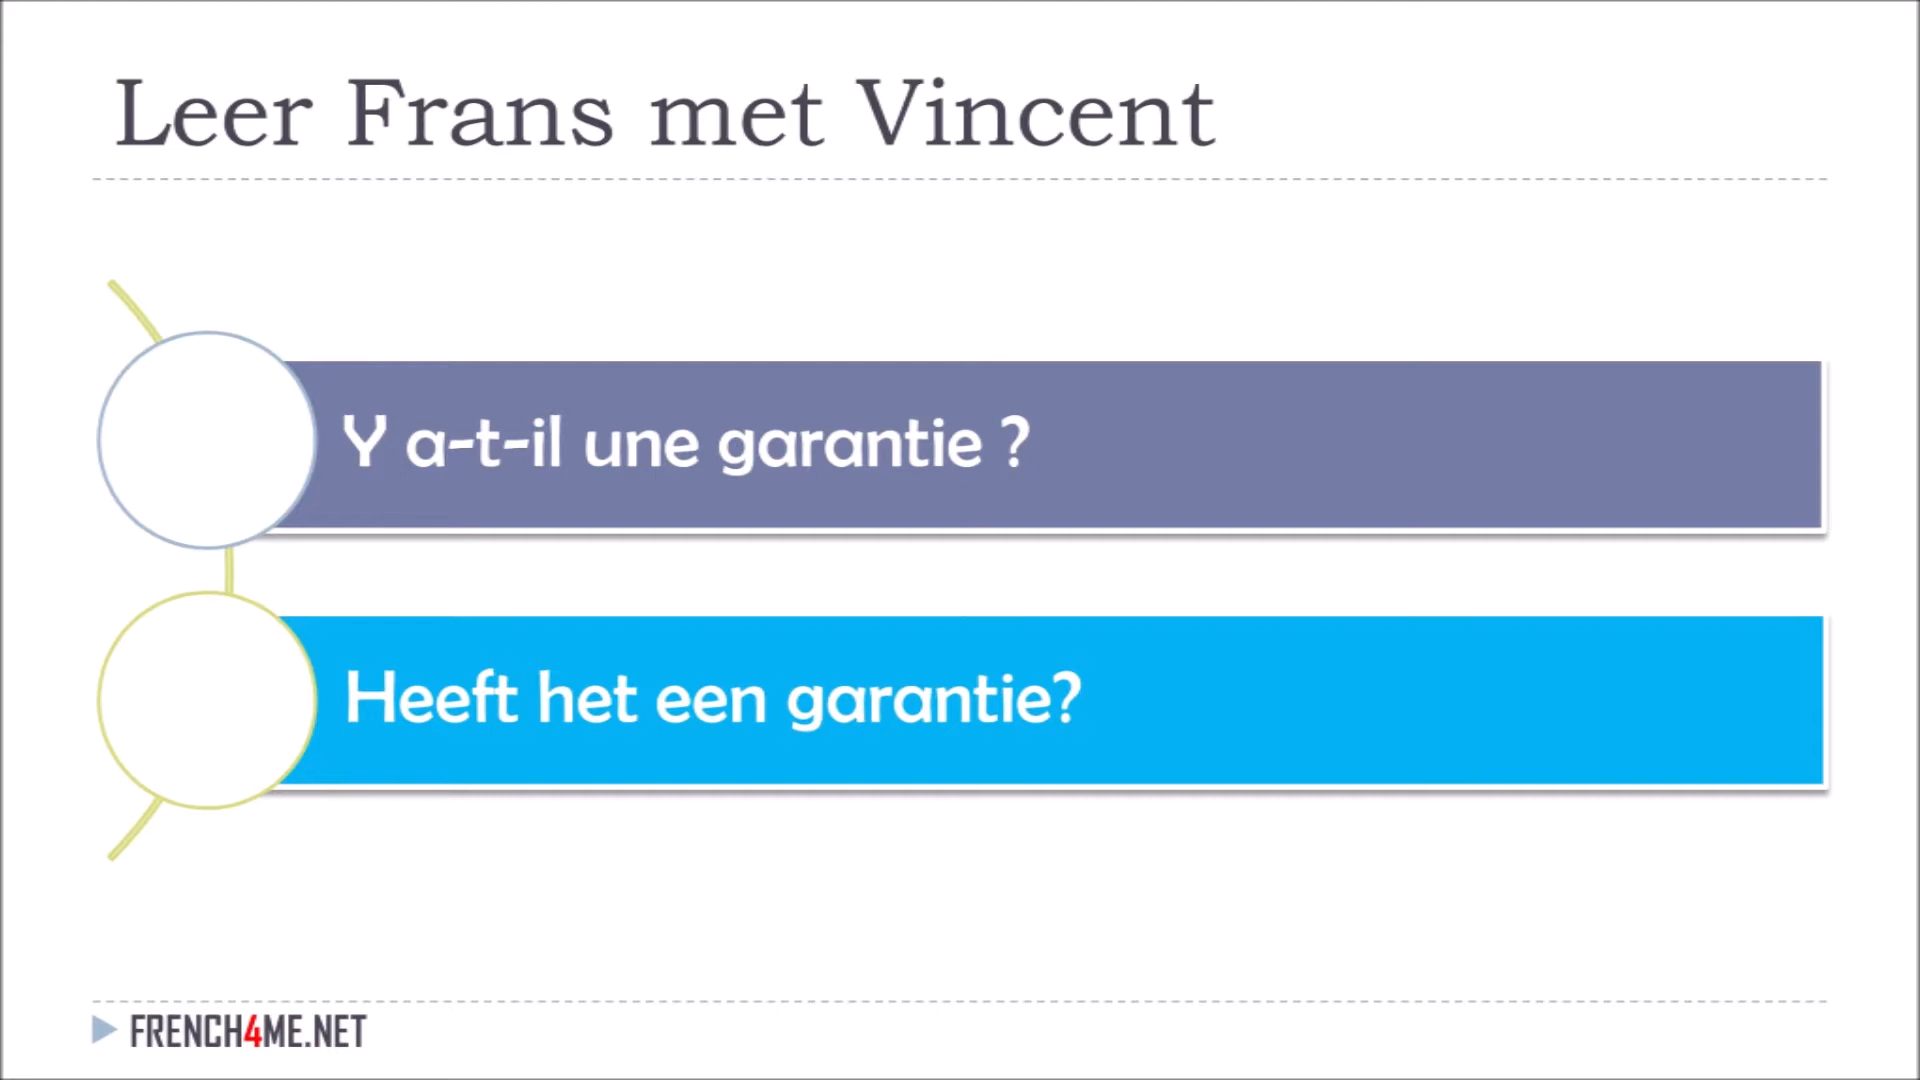 Leer Frans met Vincent
Y a-t-il une garantie ?
Heeft het een garantie?
FRENCH4ME.NET